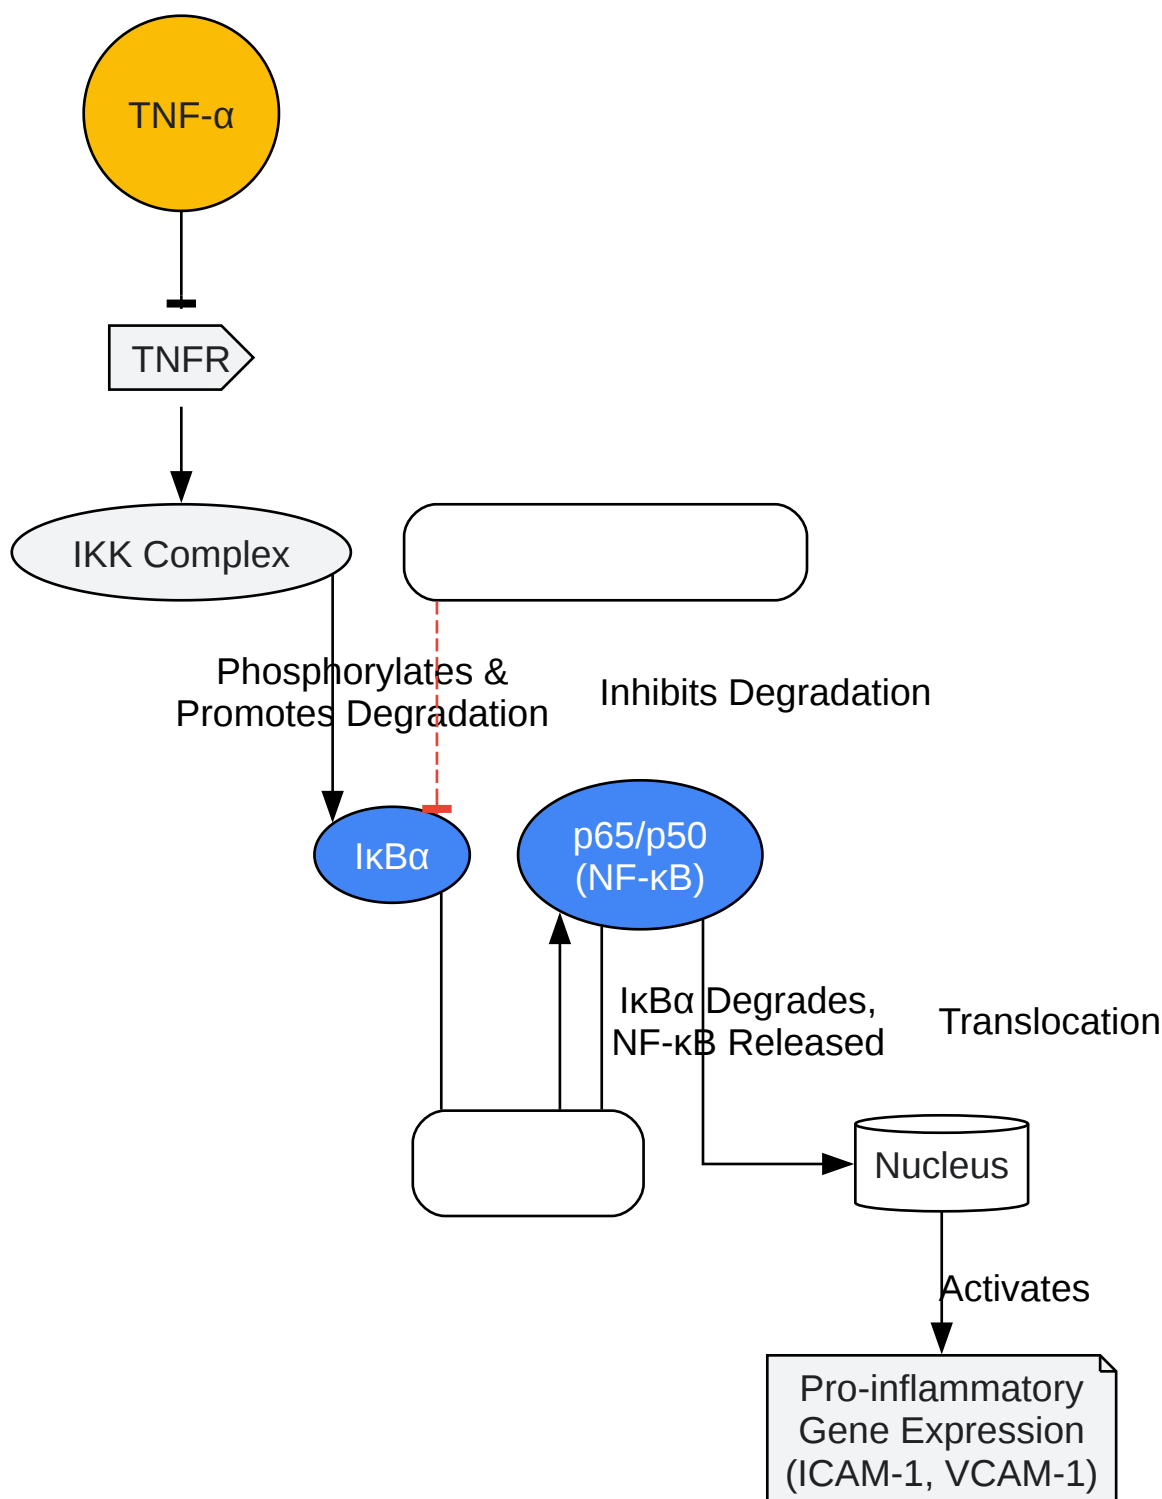 TNF-α
TNFR
IKK Complex
Phosphorylates &
Promotes Degradation
Inhibits Degradation
IκBα
p65/p50
(NF-κB)
IκBα Degrades,
NF-κB Released
Translocation
Nucleus
Activates
Pro-inflammatory
Gene Expression
(ICAM-1, VCAM-1)